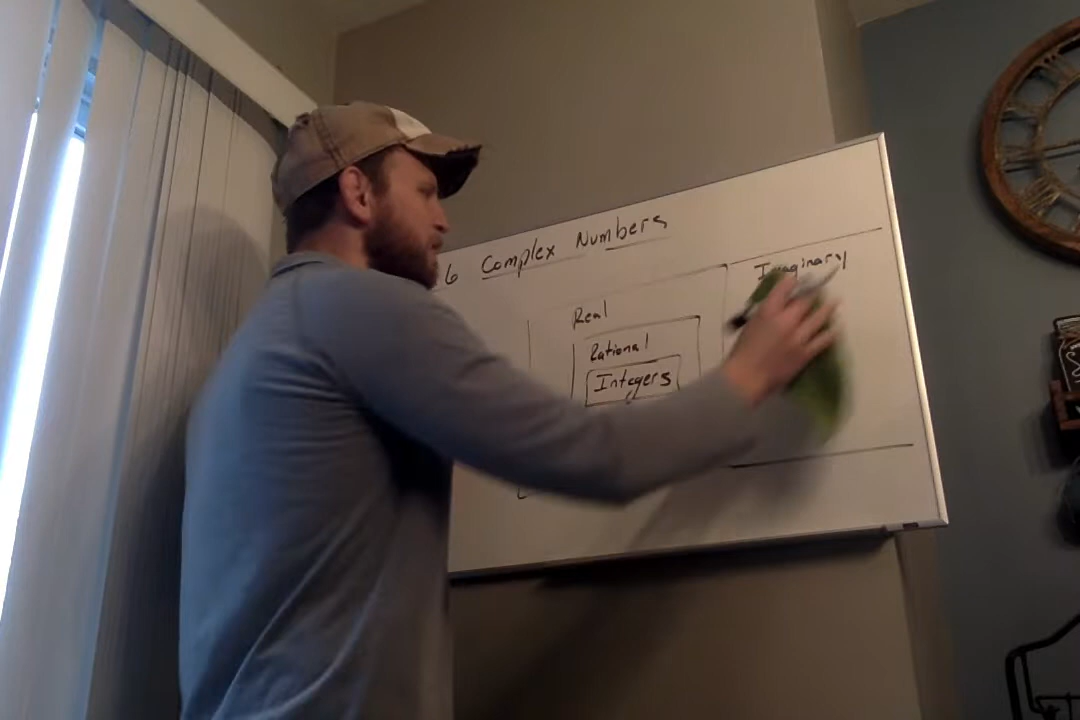 6 Complex Numbers
Imaginary
Real
Rational
Integers